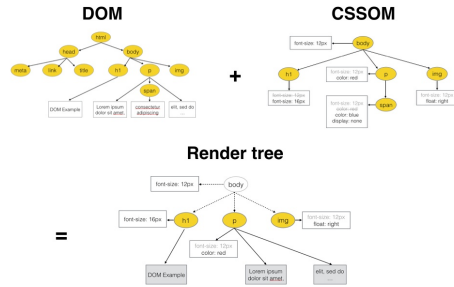 DOM
CSSOM
html
head
body
meta
link
title
h1
p
img
span
DOM Example
Lorem ipsum
dolor sit amet.
consectetur
adipiscing
elit. sed do
...
+
font-size: 12px
body
h1
font-size: 12px
font-size: 16px
font-size: 12px
color: red
p
img
font-size: 12px
float: right
font-size: 12px
color: red
color: blue
display: none
span
Render tree
=
font-size: 12px
body
font-size: 16px
h1
p
img
font-size: 12px
float: right
font-size: 12px
color: red
DOM Example
Lorem ipsum
dolor sit amet.
elit. sed do
...